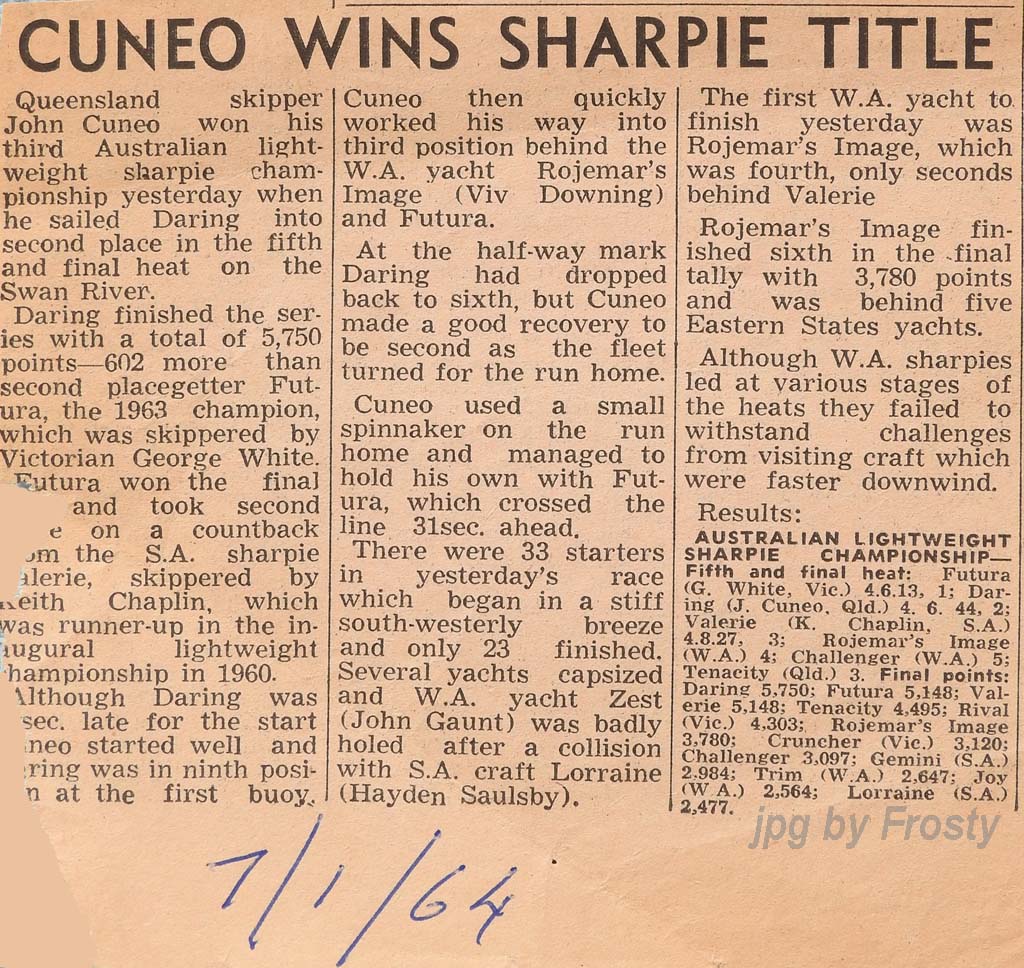 CUNEO WINS SHARPIE TITLE
Queensland skipper
John Cuneo won his
third Australian light-
weight sharpie cham-
pionship yesterday when
he sailed Daring into
second place in the fifth
and final heat on the
Swan River.
Daring finished the ser-
ies with a total of 5,750
points—602 more than
second placegetter Fut-
ura, the 1963 champion,
which was skippered by
Victorian George White.
Futura won the final
and took second
e on a countback
om the S.A. sharpie
alerie, skippered by
Keith Chaplin, which
was runner-up in the in-
augural lightweight
hampionship in 1960.
Although Daring was
sec. late for the start
neo started well and
ring was in ninth posi-
n at the first buoy.
Cuneo then quickly
worked his way into
third position behind the
W.A. yacht Rojemar's
Image (Viv Downing)
and Futura.
At the half-way mark
Daring had dropped
back to sixth, but Cuneo
made a good recovery to
be second as the fleet
turned for the run home.
Cuneo used a small
spinnaker on the run
home and managed to
hold his own with Fut-
ura, which crossed the
line 31sec. ahead.
There were 33 starters
in yesterday's race
which began in a stiff
south-westerly breeze
and only 23 finished.
Several yachts capsized
and W.A. yacht Zest
(John Gaunt) was badly
holed after a collision
with S.A. craft Lorraine
(Hayden Saulsby).
The first W.A. yacht to
finish yesterday was
Rojemar's Image, which
was fourth, only seconds
behind Valerie
Rojemar's Image fin-
ished sixth in the final
tally with 3,780 points
and was behind five
Eastern States yachts.
Although W.A. sharpies
led at various stages of
the heats they failed to
withstand challenges
from visiting craft which
were faster downwind.
Results:
AUSTRALIAN LIGHTWEIGHT
SHARPIE CHAMPIONSHIP—
Fifth and final heat: Futura
(G. White, Vic.) 4.6.13, 1; Dar-
ing (J. Cuneo, Qld.) 4. 6. 44, 2;
Valerie (K. Chaplin, S.A.)
4.8.27, 3; Rojemar's Image
(W.A.) 4; Challenger (W.A.) 5;
Tenacity (Qld.) 3. Final points:
Daring 5,750; Futura 5,148; Val-
erie 5,148; Tenacity 4,495; Rival
(Vic.) 4,303; Rojemar's Image
3,780; Cruncher (Vic.) 3,120;
Challenger 3,097; Gemini (S.A.)
2,984; Trim (W.A.) 2,647; Joy
(W.A.) 2,564; Lorraine (S.A.)
2,477.
jpg by Frosty
7/1/64